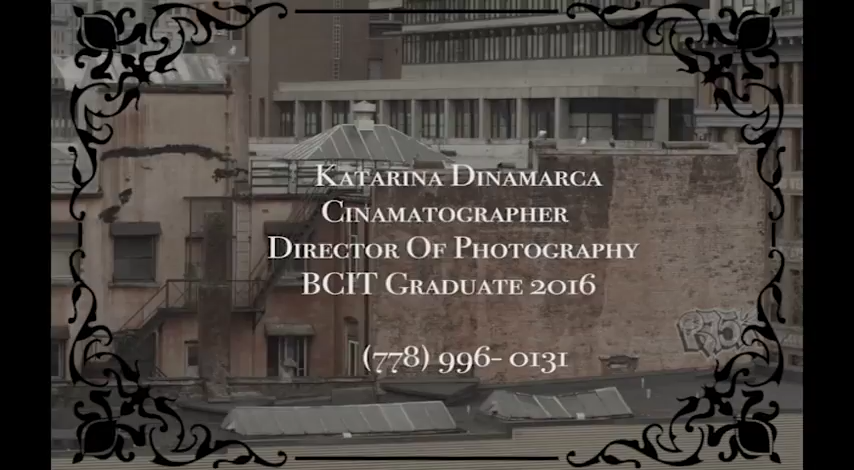 Katarina Dinamarca
Cinamatographer
Director Of Photography
BCIT Graduate 2016
(778) 996- 0131